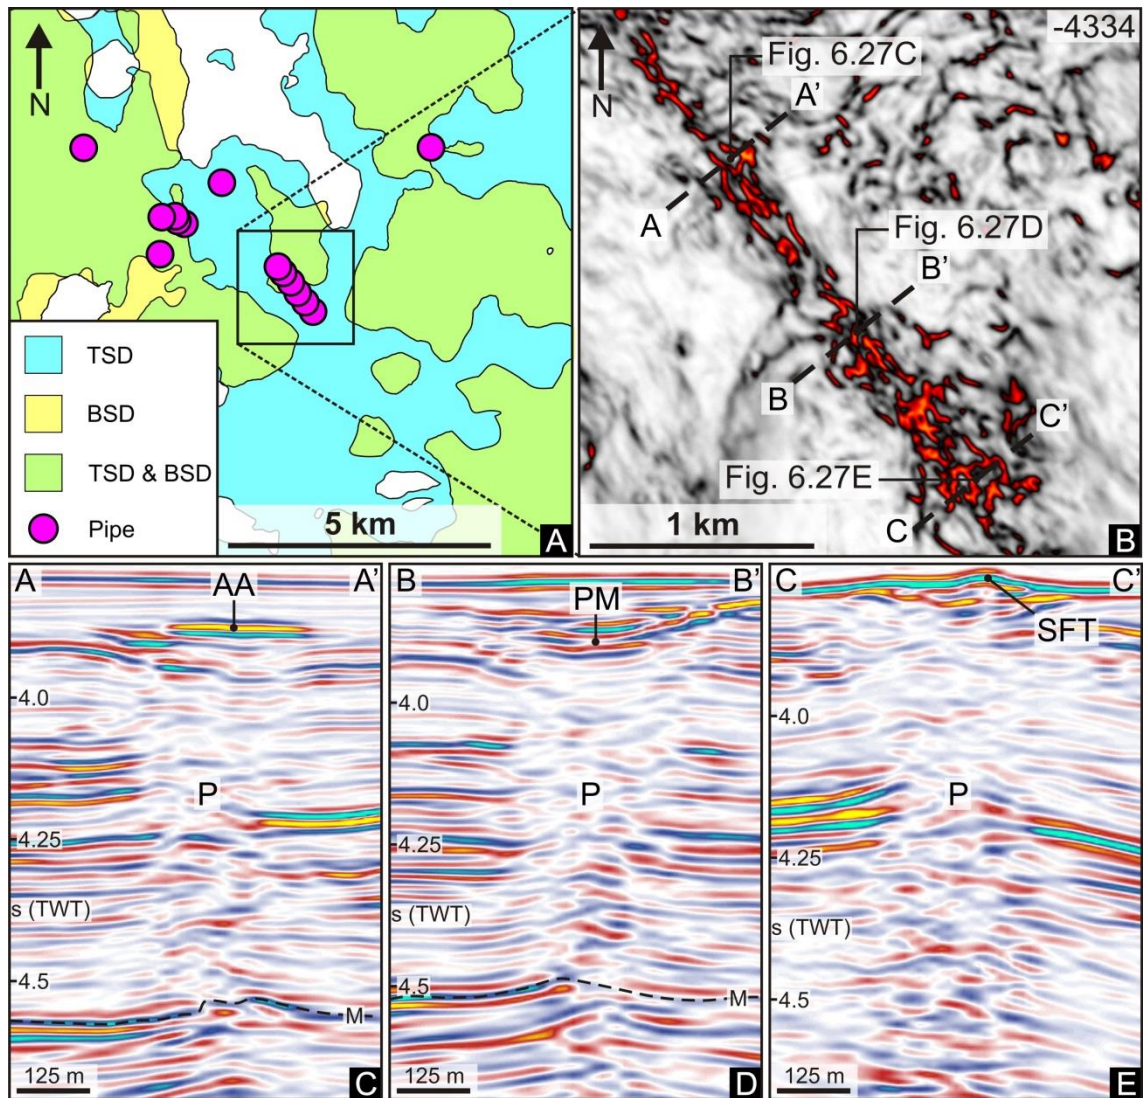 N
TSD
BSD
TSD & BSD
Pipe
5 km
A
N
-4334
Fig. 6.27C
A'
A
Fig. 6.27D
B'
B
C'
Fig. 6.27E
C
1 km
B
A
AA
A'
4.0
P
4.25
s (TWT)
4.5
M
125 m
C
B
PM
B'
4.0
P
4.25
s (TWT)
4.5
M
125 m
D
C
C'
SFT
4.0
P
4.25
s (TWT)
4.5
125 m
E